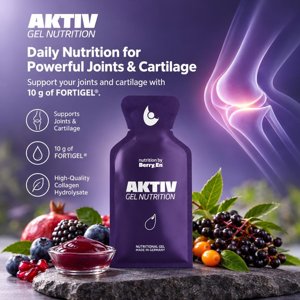 AKTIV
GEL NUTRITION
Daily Nutrition for
Powerful Joints & Cartilage
Support your joints and cartilage with
10 g of FORTIGEL®.
Supports
Joints &
Cartilage
10 g of
FORTIGEL®
High-Quality
Collagen
Hydrolysate
nutrition by
Berry.En
AKTIV
GEL NUTRITION
NUTRITIONAL GEL
MADE IN GERMANY